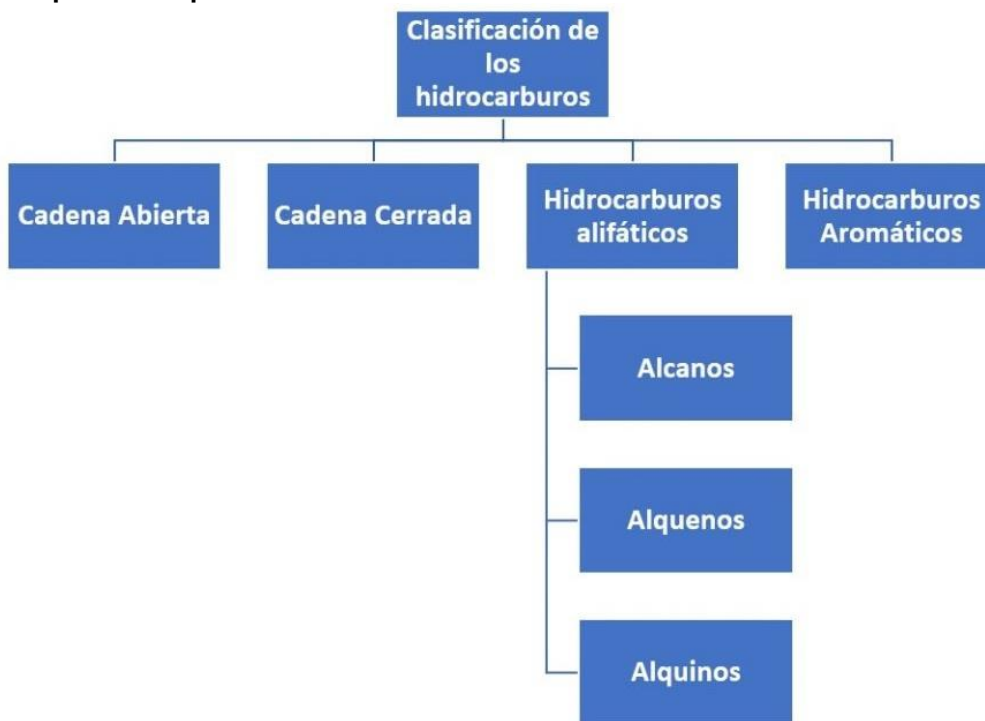 Clasificación de
los
hidrocarburos
Cadena Abierta
Cadena Cerrada
Hidrocarburos
alifáticos
Hidrocarburos
Aromáticos
Alcanos
Alquenos
Alquinos